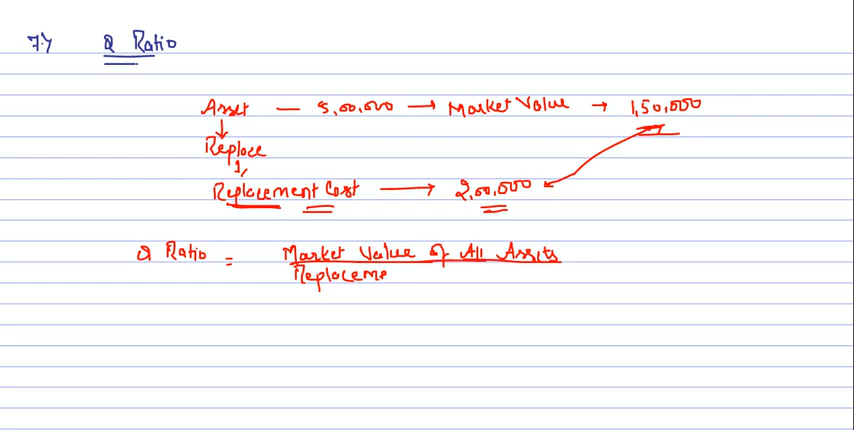 7.7 Q Ratio
Asset — 5,00,000 → Market Value → 1,50,000
Replace
Replacement Cost → 2,00,000
Q Ratio = Market Value of All Assets
Replaceme